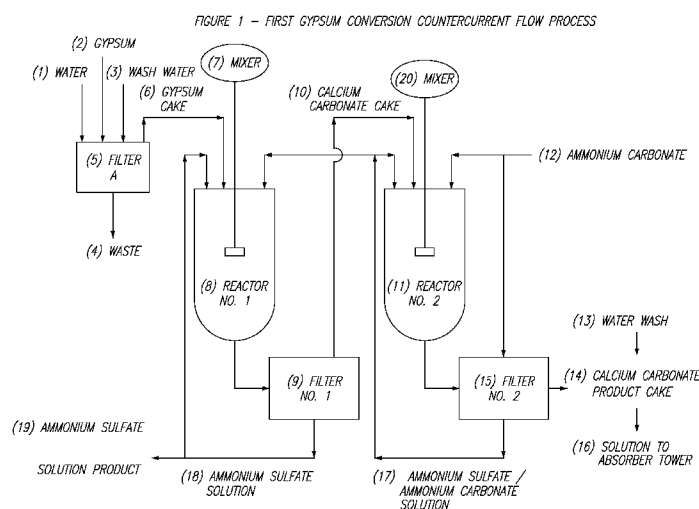 FIGURE 1 – FIRST GYPSUM CONVERSION COUNTERCURRENT FLOW PROCESS
(2) GYPSUM
(1) WATER
(3) WASH WATER
(6) GYPSUM
CAKE
(7) MIXER
(10) CALCIUM
CARBONATE CAKE
(20) MIXER
(5) FILTER
A
(12) AMMONIUM CARBONATE
(4) WASTE
(8) REACTOR
NO. 1
(11) REACTOR
NO. 2
(13) WATER WASH
(9) FILTER
NO. 1
(15) FILTER
NO. 2
(14) CALCIUM CARBONATE
PRODUCT CAKE
(19) AMMONIUM SULFATE
SOLUTION PRODUCT
(18) AMMONIUM SULFATE
SOLUTION
(17) AMMONIUM SULFATE /
AMMONIUM CARBONATE
SOLUTION
(16) SOLUTION TO
ABSORBER TOWER